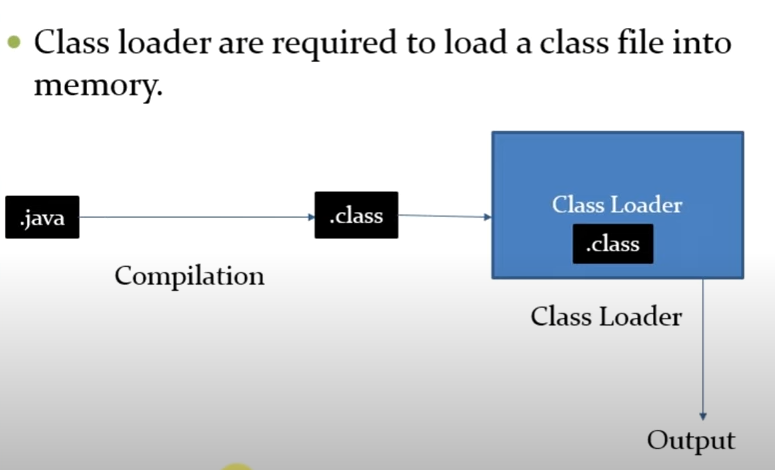 Class loader are required to load a class file into
memory.
.java
.class
Class Loader
.class
Compilation
Class Loader
Output